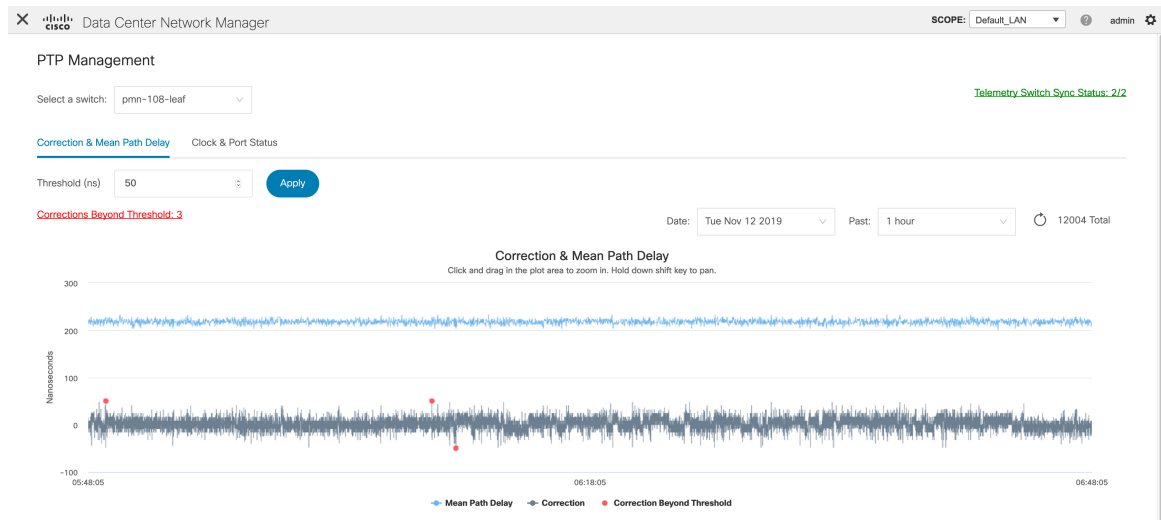 cisco Data Center Network Manager SCOPE: Default_LAN ? admin
PTP Management
Select a switch: pmn-108-leaf Telemetry Switch Sync Status: 2/2
Correction & Mean Path Delay Clock & Port Status
Threshold (ns) 50 Apply
Corrections Beyond Threshold: 3
Date: Tue Nov 12 2019 Past: 1 hour 12004 Total
Correction & Mean Path Delay
Click and drag in the plot area to zoom in. Hold down shift key to pan.
300
200
Nanoseconds
100
0
-100
05:48:05 06:18:05 06:48:05
Mean Path Delay Correction Correction Beyond Threshold